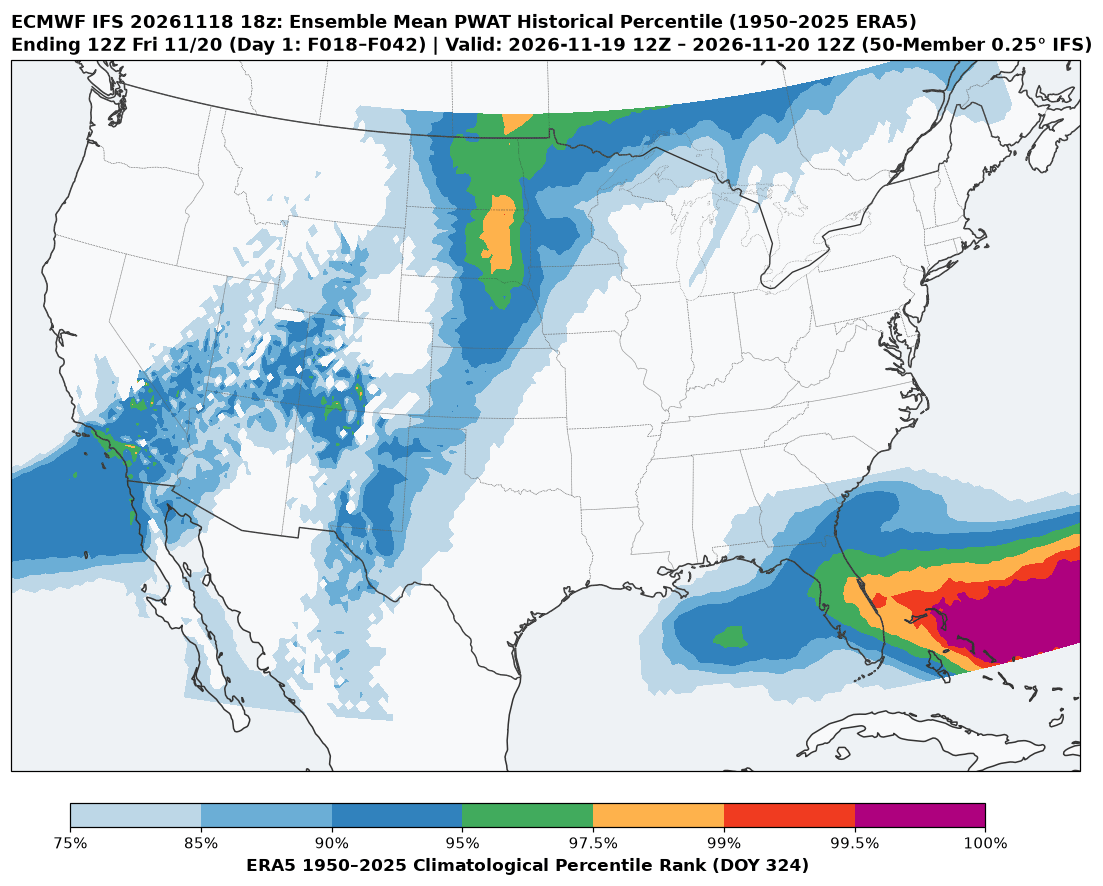 ECMWF IFS 20261118 18z: Ensemble Mean PWAT Historical Percentile (1950–2025 ERA5)
Ending 12Z Fri 11/20 (Day 1: F018–F042) | Valid: 2026-11-19 12Z – 2026-11-20 12Z (50-Member 0.25° IFS)
75% 85% 90% 95% 97.5% 99% 99.5% 100%
ERA5 1950–2025 Climatological Percentile Rank (DOY 324)